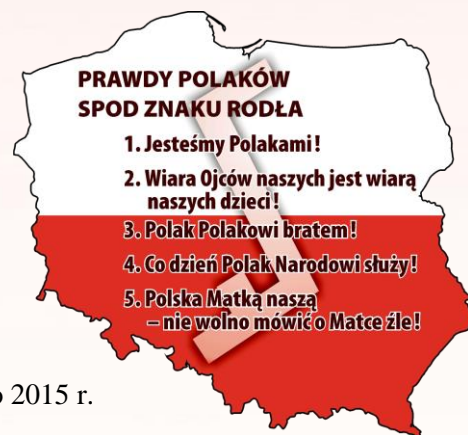 PRAWDY POLAKÓW
SPOD ZNAKU RODŁA
1. Jesteśmy Polakami!
2. Wiara Ojców naszych jest wiarą
naszych dzieci!
3. Polak Polakowi bratem!
4. Co dzień Polak Narodowi służy!
5. Polska Matką naszą
– nie wolno mówić o Matce źle!
2015 r.